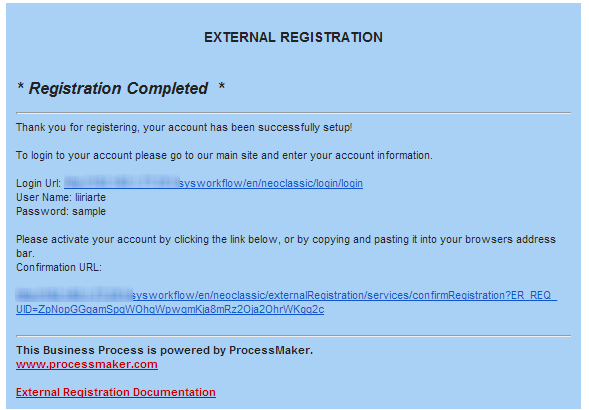 EXTERNAL REGISTRATION
* Registration Completed *
Thank you for registering, your account has been successfully setup!
To login to your account please go to our main site and enter your account information.
Login Url: sysworkflow/en/neoclassic/login/login
User Name: liriarte
Password: sample
Please activate your account by clicking the link below, or by copying and pasting it into your browsers address
bar.
Confirmation URL:
sysworkflow/en/neoclassic/externalRegistration/services/confirmRegistration?ER_REQ_
UID=ZpNopGGqamSpqWOhqWpwqmKja8mRz2Oja2OhrWKqq2c
This Business Process is powered by ProcessMaker.
www.processmaker.com
External Registration Documentation